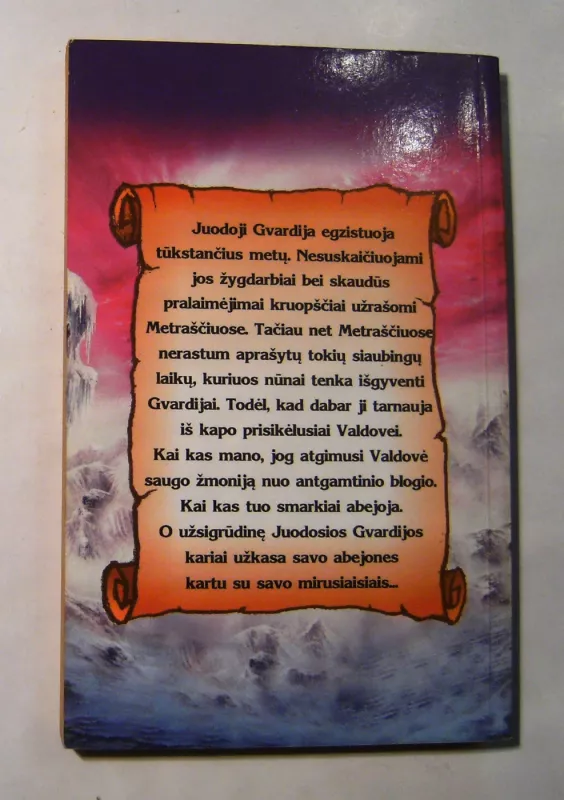 Juodoji Gvardija egzistuoja
tūkstančius metų. Nesuskaičiuojami
jos žygdarbiai bei skaudūs
pralaimėjimai kruopščiai užrašomi
Metraščiuose. Tačiau net Metraščiuose
nerastum aprašytų tokių siaubingų
laikų, kuriuos nūnai tenka išgyventi
Gvardijai. Todėl, kad dabar ji tarnauja
iš kapo prisikėlusiai Valdovei.
Kai kas mano, jog atgimusi Valdovė
saugo žmoniją nuo antgamtinio blogio.
Kai kas tuo smarkiai abejoja.
O užsigrūdinę Juodosios Gvardijos
kariai užkasa savo abejones
kartu su savo mirusiaisiais...